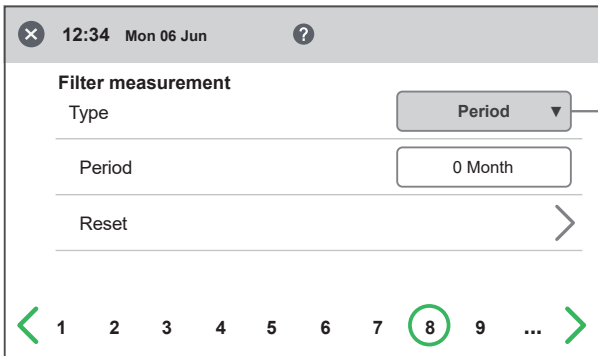 12:34 Mon 06 Jun ?
Filter measurement
Type Period ▼
Period 0 Month
Reset
1 2 3 4 5 6 7 8 9 ...